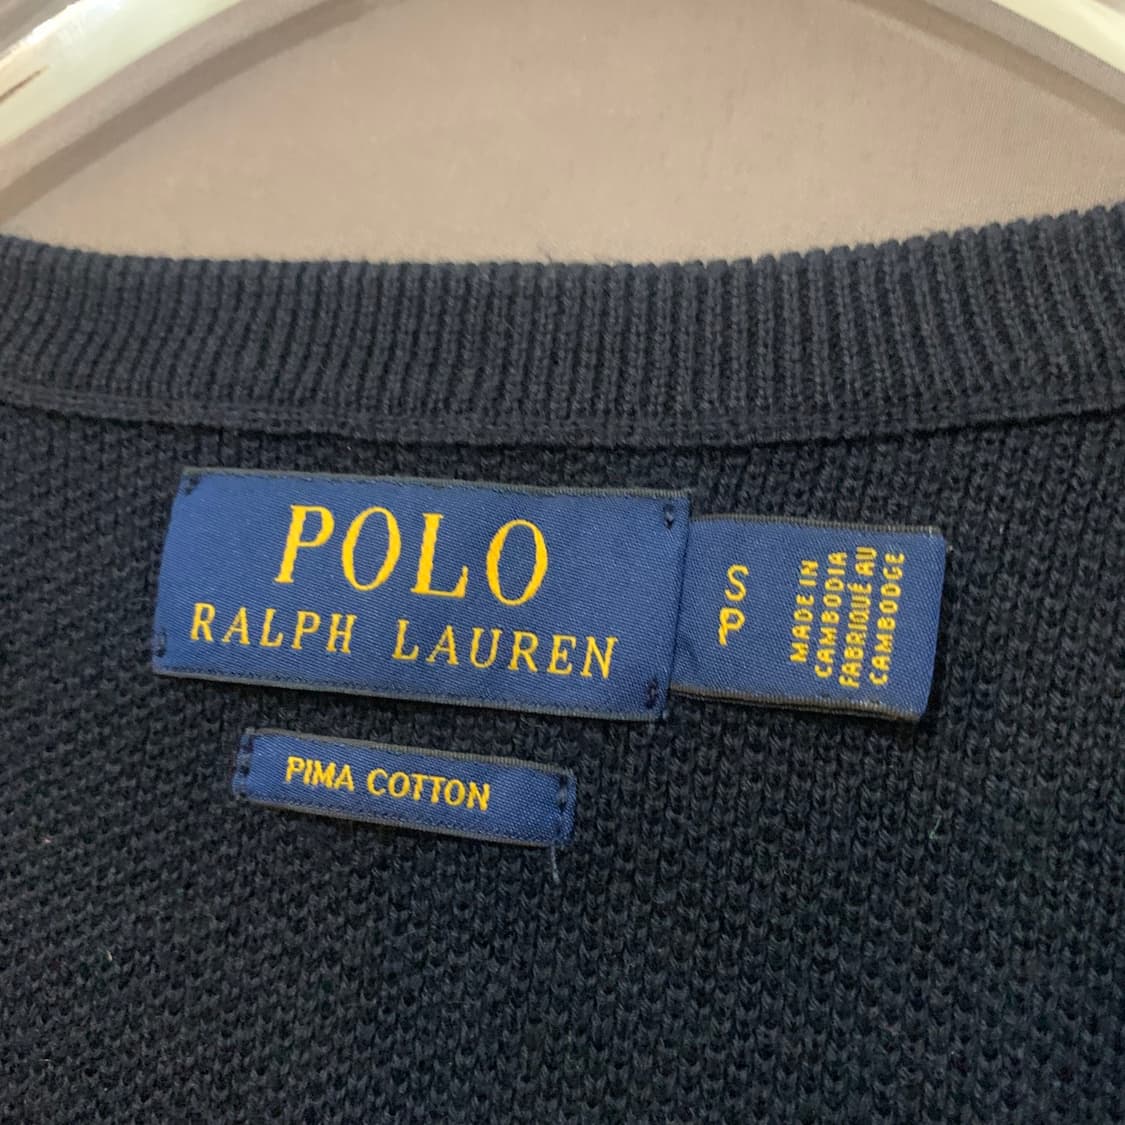 POLO
RALPH LAUREN
S
P
MADE IN
CAMBODIA
FABRIQUÉ AU
CAMBODGE
PIMA COTTON